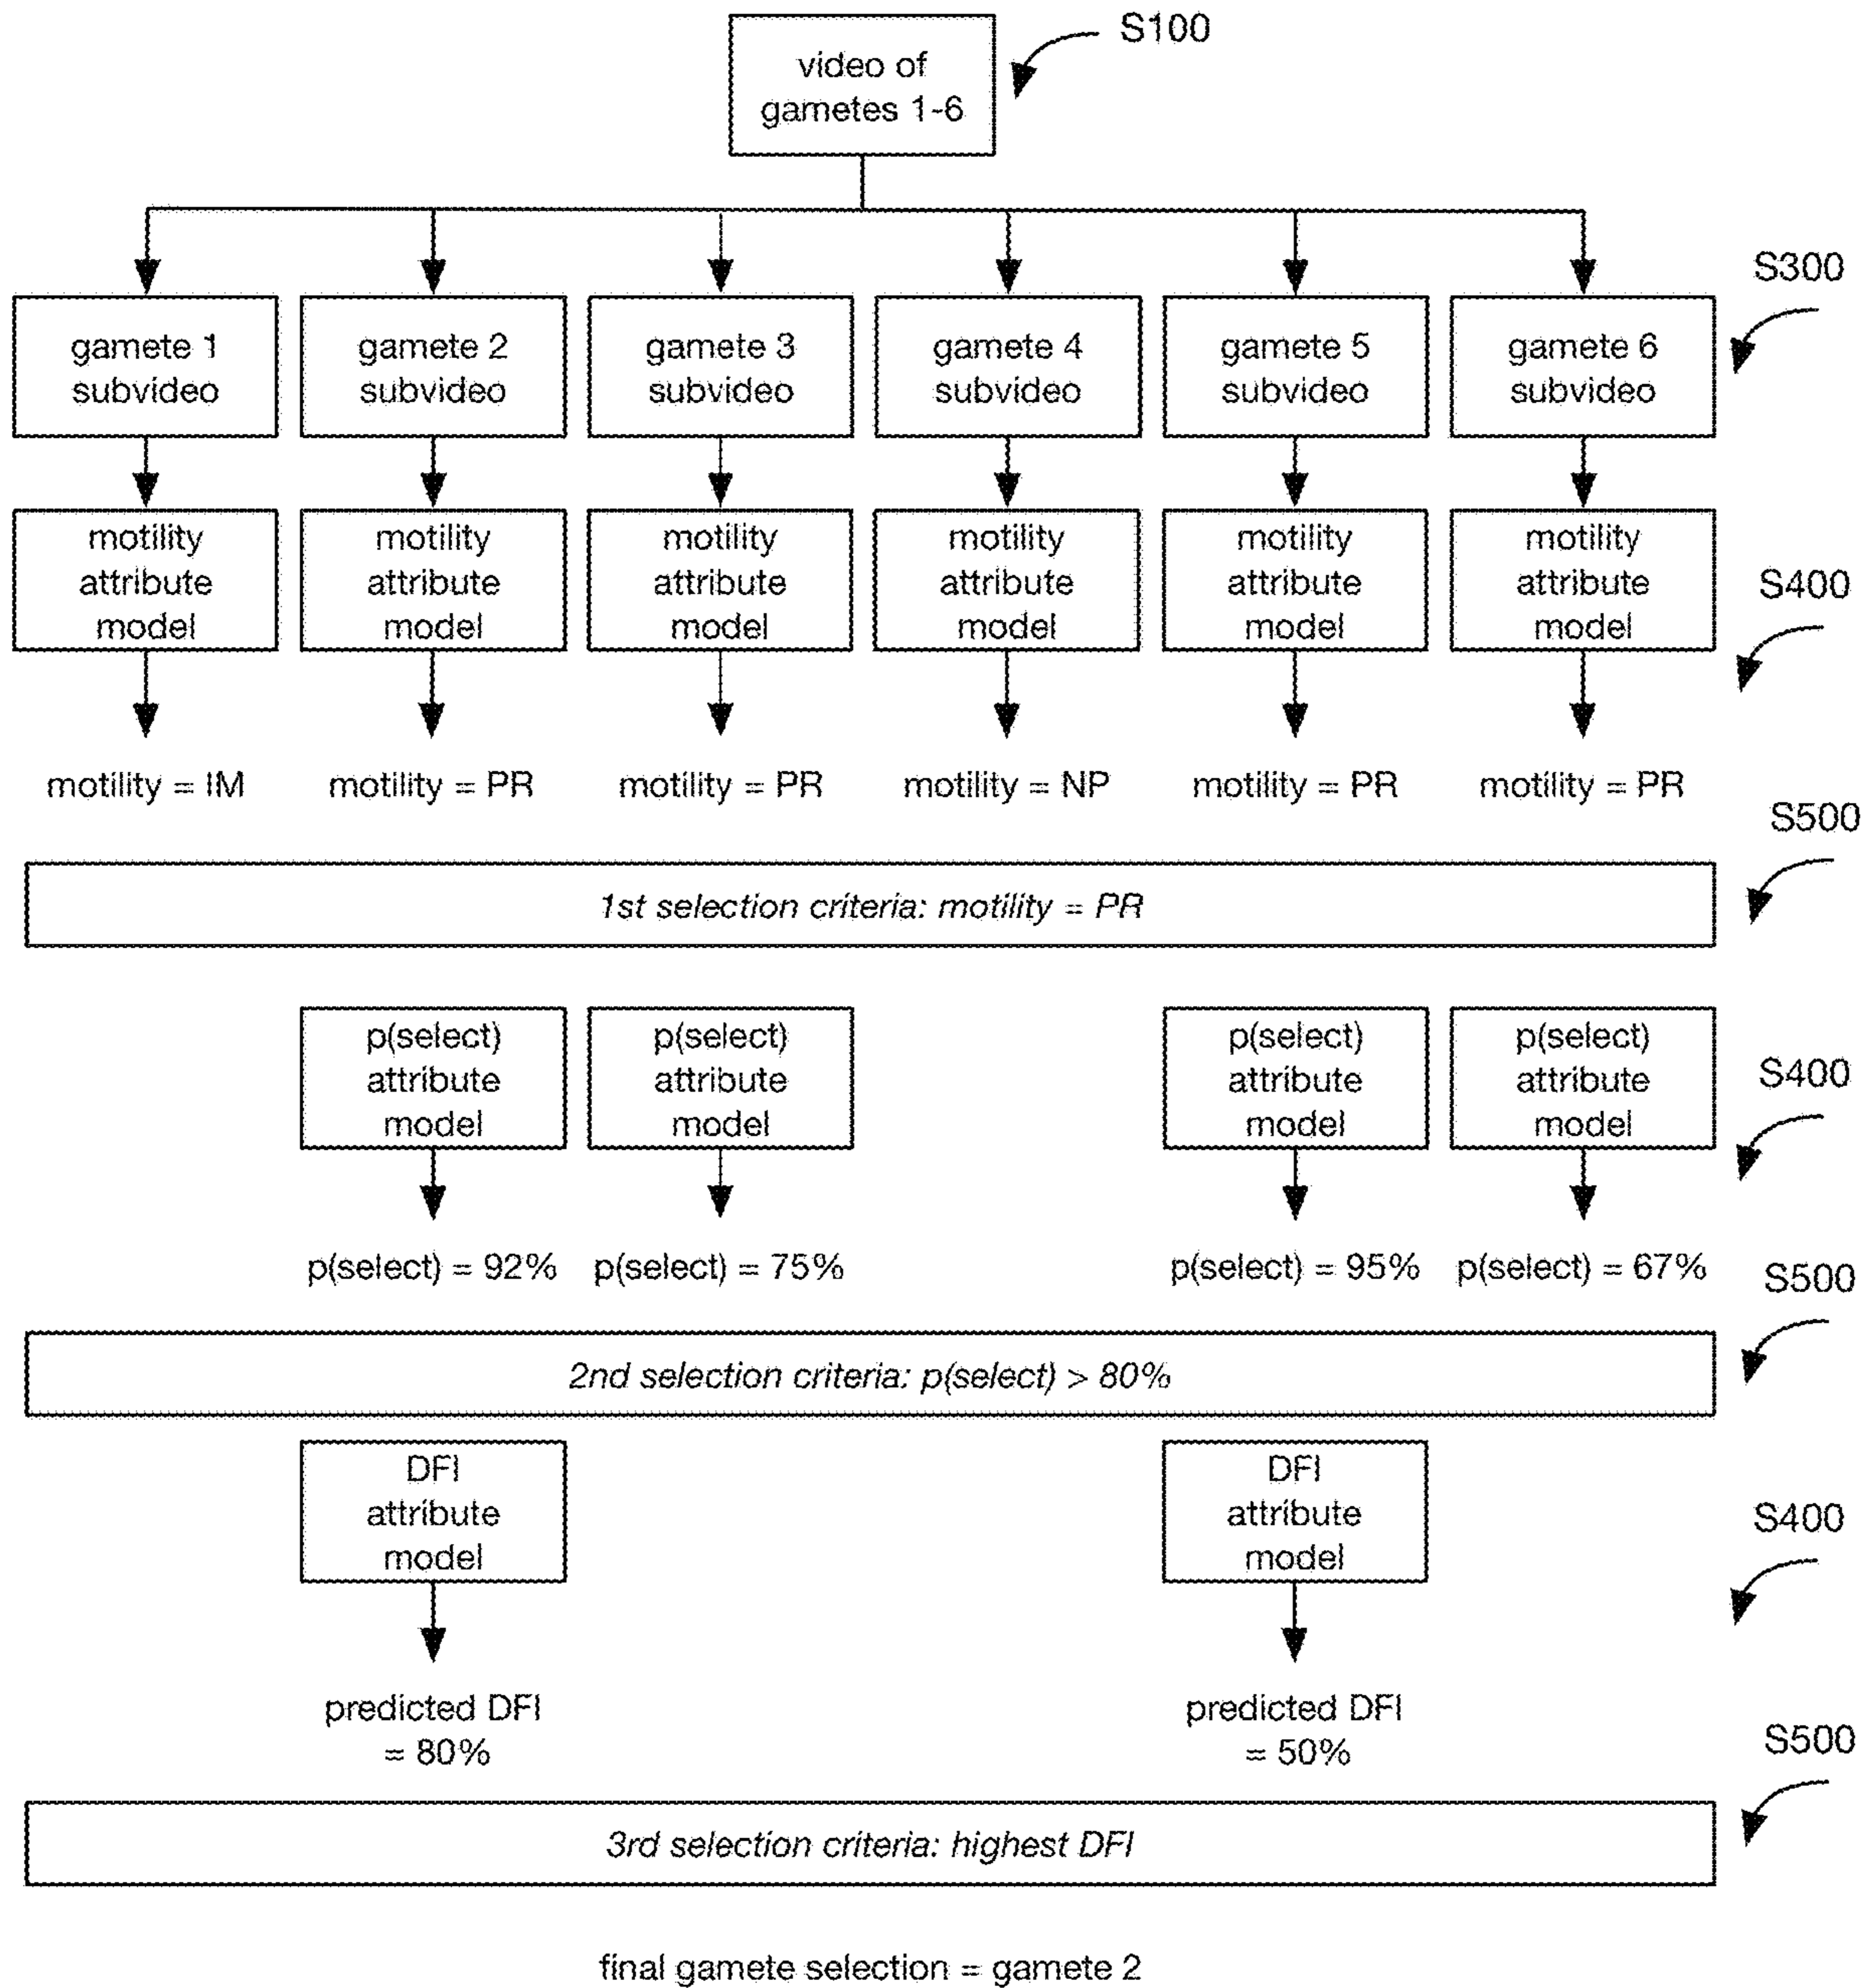 S100
video of
gametes 1-6
S300
gamete 1
subvideo
gamete 2
subvideo
gamete 3
subvideo
gamete 4
subvideo
gamete 5
subvideo
gamete 6
subvideo
motility
attribute
model
motility
attribute
model
motility
attribute
model
motility
attribute
model
motility
attribute
model
motility
attribute
model
S400
motility = IM
motility = PR
motility = PR
motility = NP
motility = PR
motility = PR
S500
1st selection criteria: motility = PR
p(select)
attribute
model
p(select)
attribute
model
p(select)
attribute
model
p(select)
attribute
model
S400
p(select) = 92%
p(select) = 75%
p(select) = 95%
p(select) = 67%
S500
2nd selection criteria: p(select) > 80%
DFI
attribute
model
DFI
attribute
model
S400
predicted DFI
= 80%
predicted DFI
= 50%
S500
3rd selection criteria: highest DFI
final gamete selection = gamete 2